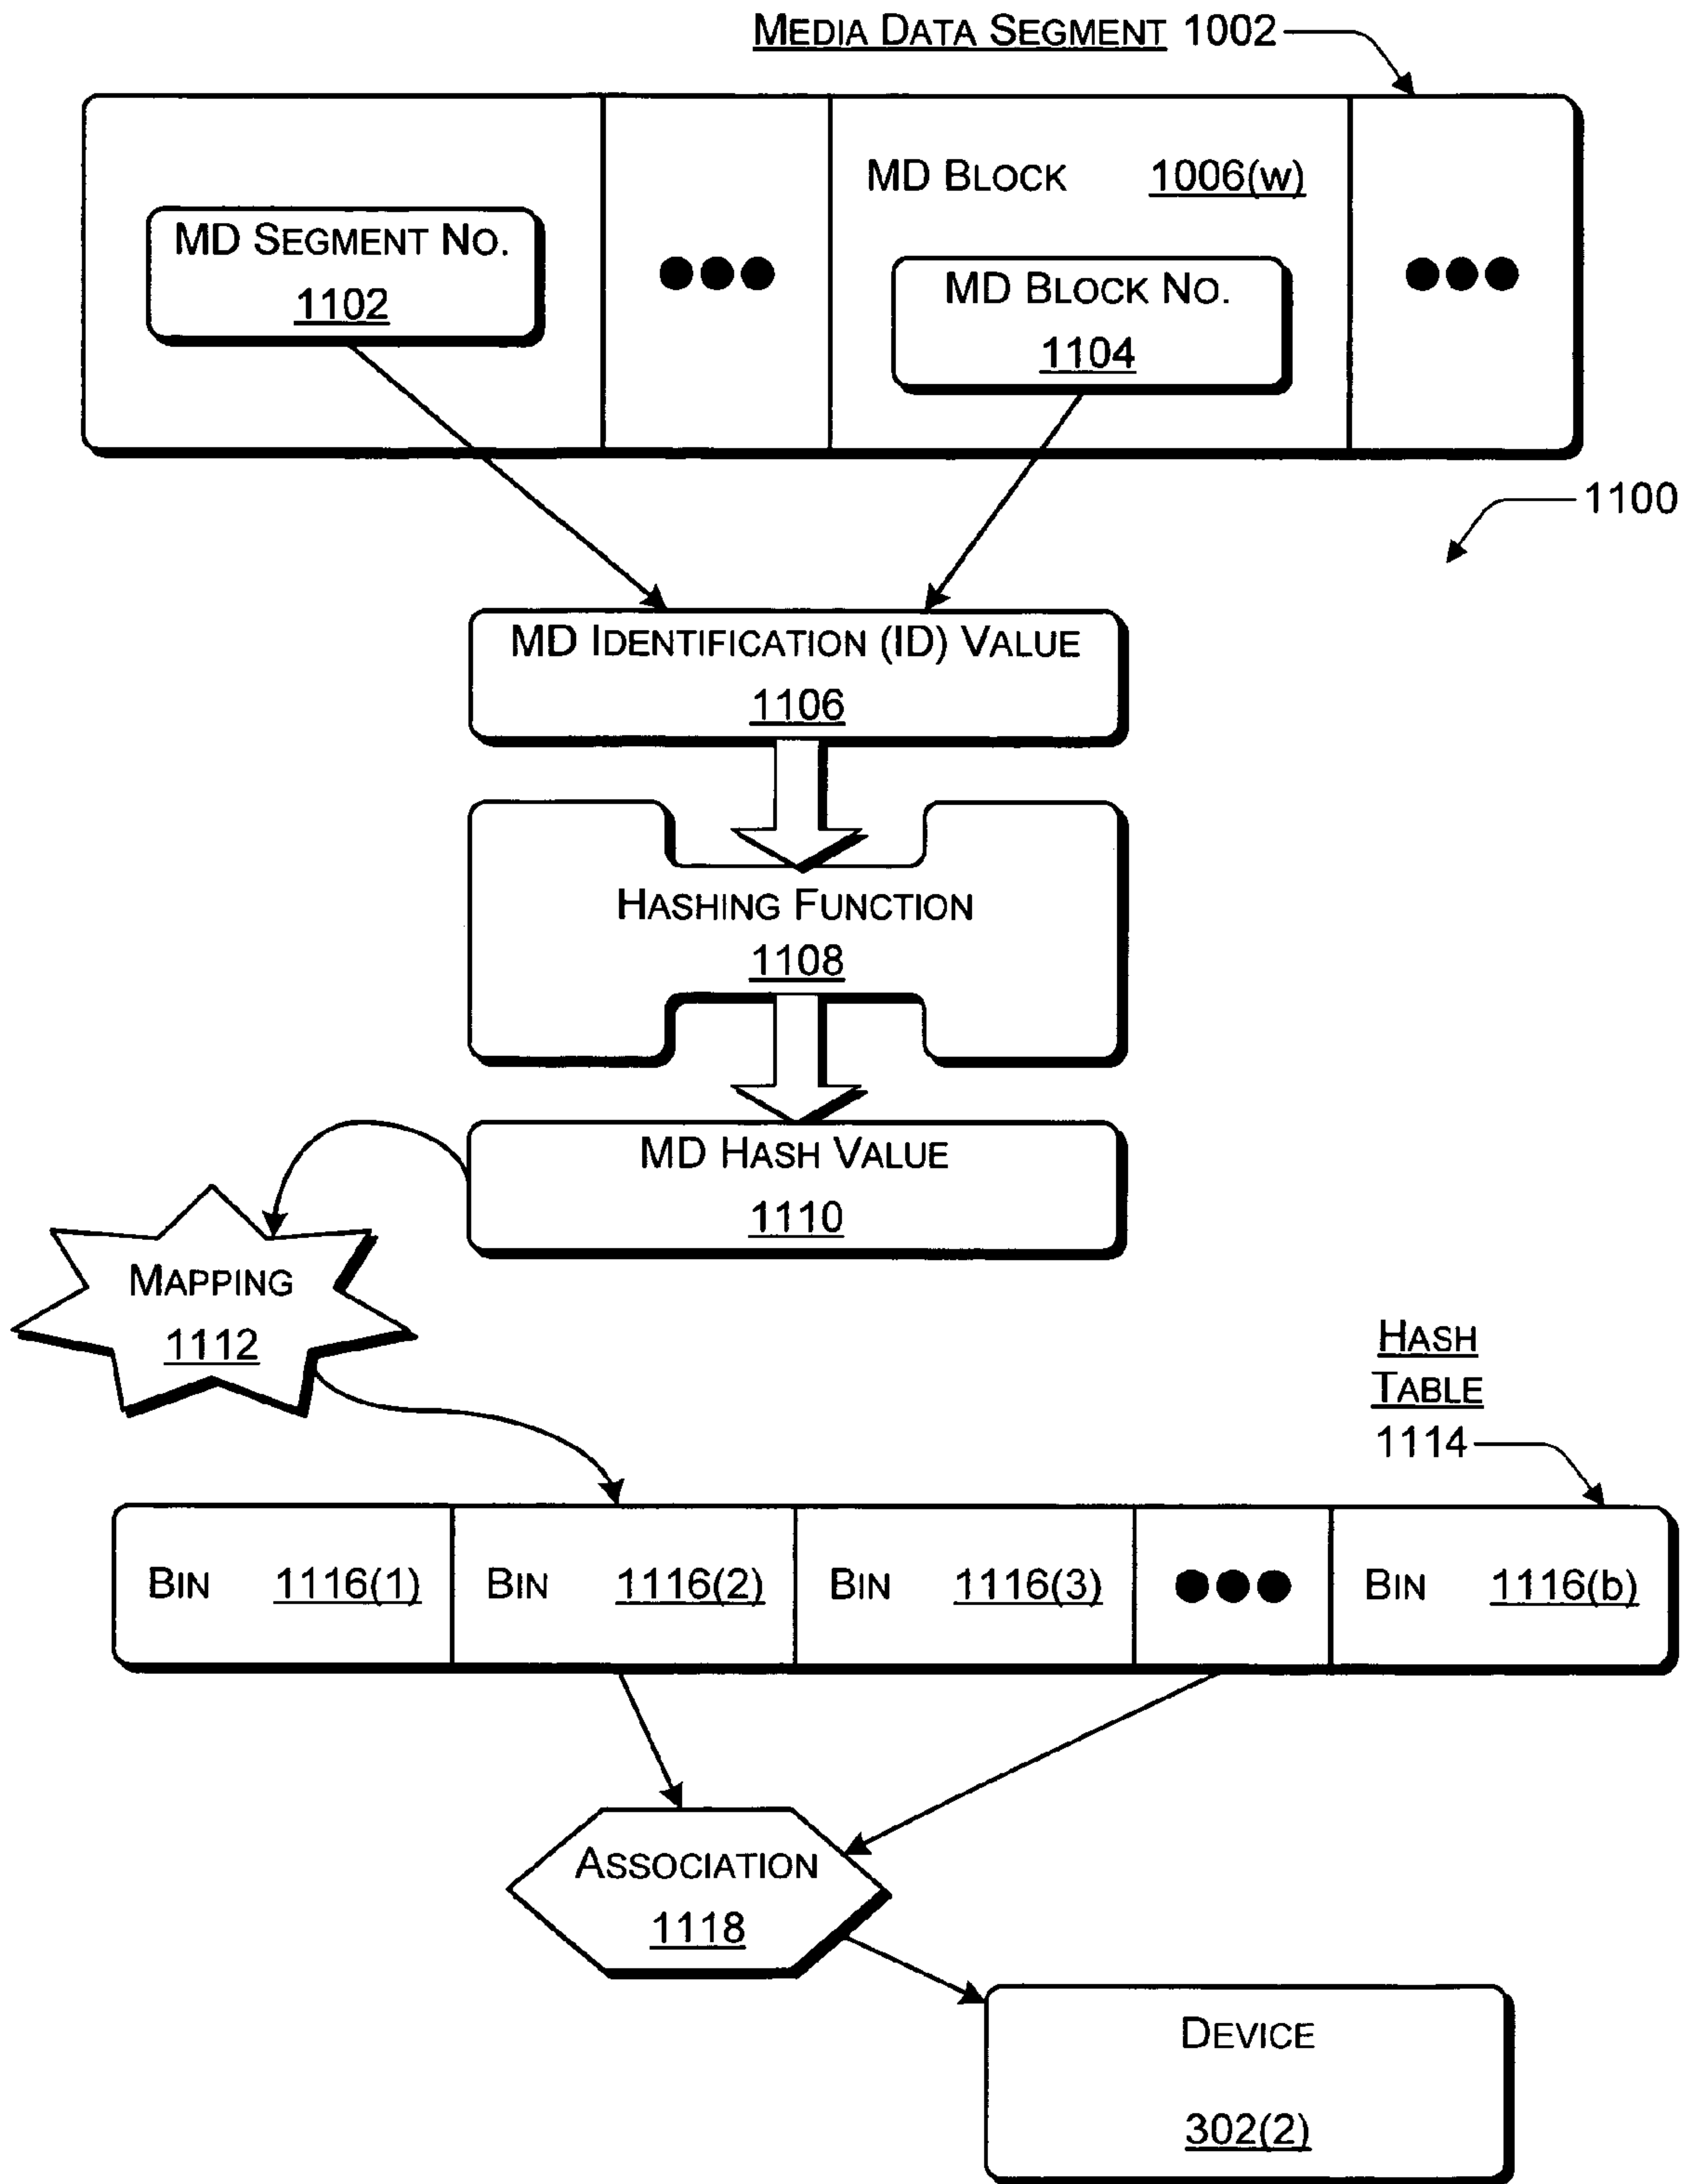 MEDIA DATA SEGMENT 1002
MD BLOCK 1006(w)
MD SEGMENT NO.
1102
MD BLOCK NO.
1104
1100
MD IDENTIFICATION (ID) VALUE
1106
HASHING FUNCTION
1108
MD HASH VALUE
1110
MAPPING
1112
HASH
TABLE
1114
BIN 1116(1)
BIN 1116(2)
BIN 1116(3)
BIN 1116(b)
ASSOCIATION
1118
DEVICE
302(2)